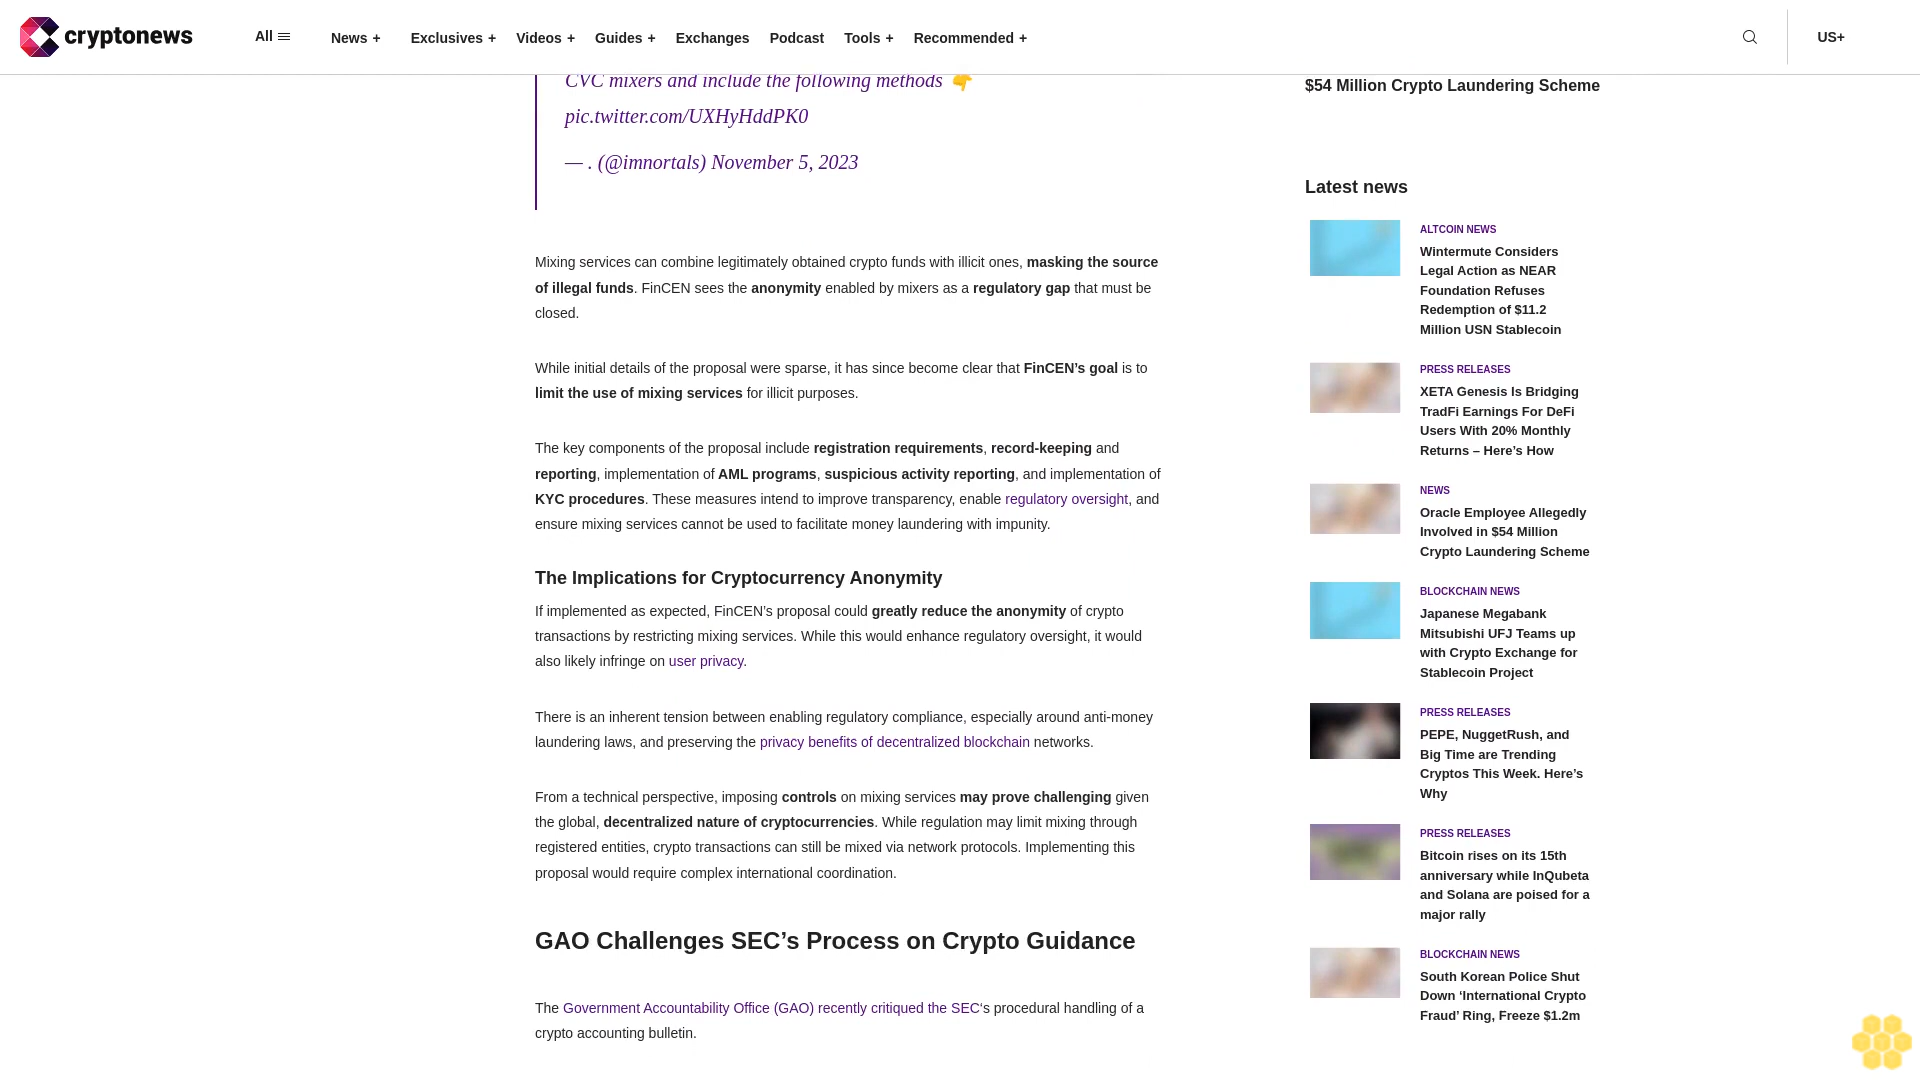 cryptonews
All
News +
Exclusives +
Videos +
Guides +
Exchanges
Podcast
Tools +
Recommended +
US+
CVC mixers and include the following methods 👇
pic.twitter.com/UXHyHddPK0
— . (@imnortals) November 5, 2023
Mixing services can combine legitimately obtained crypto funds with illicit ones, masking the source
of illegal funds. FinCEN sees the anonymity enabled by mixers as a regulatory gap that must be
closed.
While initial details of the proposal were sparse, it has since become clear that FinCEN’s goal is to
limit the use of mixing services for illicit purposes.
The key components of the proposal include registration requirements, record-keeping and
reporting, implementation of AML programs, suspicious activity reporting, and implementation of
KYC procedures. These measures intend to improve transparency, enable regulatory oversight, and
ensure mixing services cannot be used to facilitate money laundering with impunity.
The Implications for Cryptocurrency Anonymity
If implemented as expected, FinCEN’s proposal could greatly reduce the anonymity of crypto
transactions by restricting mixing services. While this would enhance regulatory oversight, it would
also likely infringe on user privacy.
There is an inherent tension between enabling regulatory compliance, especially around anti-money
laundering laws, and preserving the privacy benefits of decentralized blockchain networks.
From a technical perspective, imposing controls on mixing services may prove challenging given
the global, decentralized nature of cryptocurrencies. While regulation may limit mixing through
registered entities, crypto transactions can still be mixed via network protocols. Implementing this
proposal would require complex international coordination.
GAO Challenges SEC’s Process on Crypto Guidance
The Government Accountability Office (GAO) recently critiqued the SEC‘s procedural handling of a
crypto accounting bulletin.
$54 Million Crypto Laundering Scheme
Latest news
ALTCOIN NEWS
Wintermute Considers
Legal Action as NEAR
Foundation Refuses
Redemption of $11.2
Million USN Stablecoin
PRESS RELEASES
XETA Genesis Is Bridging
TradFi Earnings For DeFi
Users With 20% Monthly
Returns – Here’s How
NEWS
Oracle Employee Allegedly
Involved in $54 Million
Crypto Laundering Scheme
BLOCKCHAIN NEWS
Japanese Megabank
Mitsubishi UFJ Teams up
with Crypto Exchange for
Stablecoin Project
PRESS RELEASES
PEPE, NuggetRush, and
Big Time are Trending
Cryptos This Week. Here’s
Why
PRESS RELEASES
Bitcoin rises on its 15th
anniversary while InQubeta
and Solana are poised for a
major rally
BLOCKCHAIN NEWS
South Korean Police Shut
Down ‘International Crypto
Fraud’ Ring, Freeze $1.2m